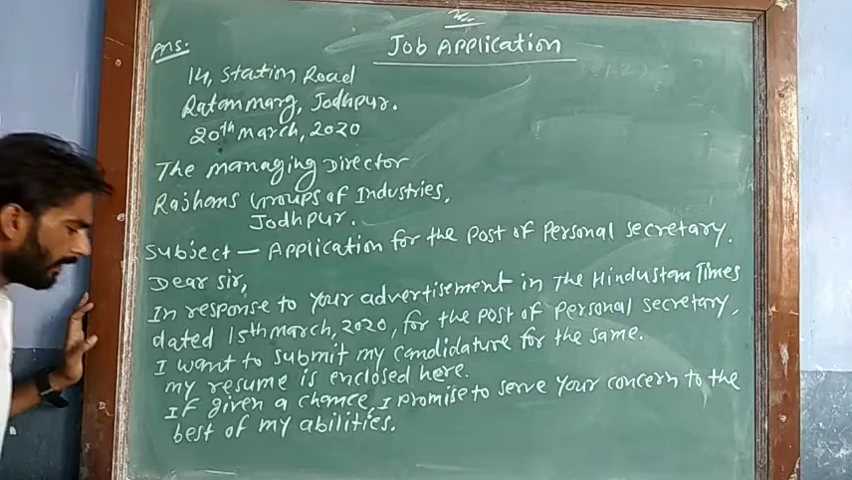 Ans.
Job Application
14, Station Road
Ratanmarg, Jodhpur.
20th march, 2020
The managing Director
Rajhans Groups of Industries,
Jodhpur.
Subject — Application for the post of Personal secretary.
Dear sir,
In response to your advertisement in The Hindustan Times
dated 15th march, 2020, for the post of Personal secretary,
I want to submit my candidature for the same.
my resume is enclosed here.
If given a chance, I promise to serve your concern to the
best of my abilities.